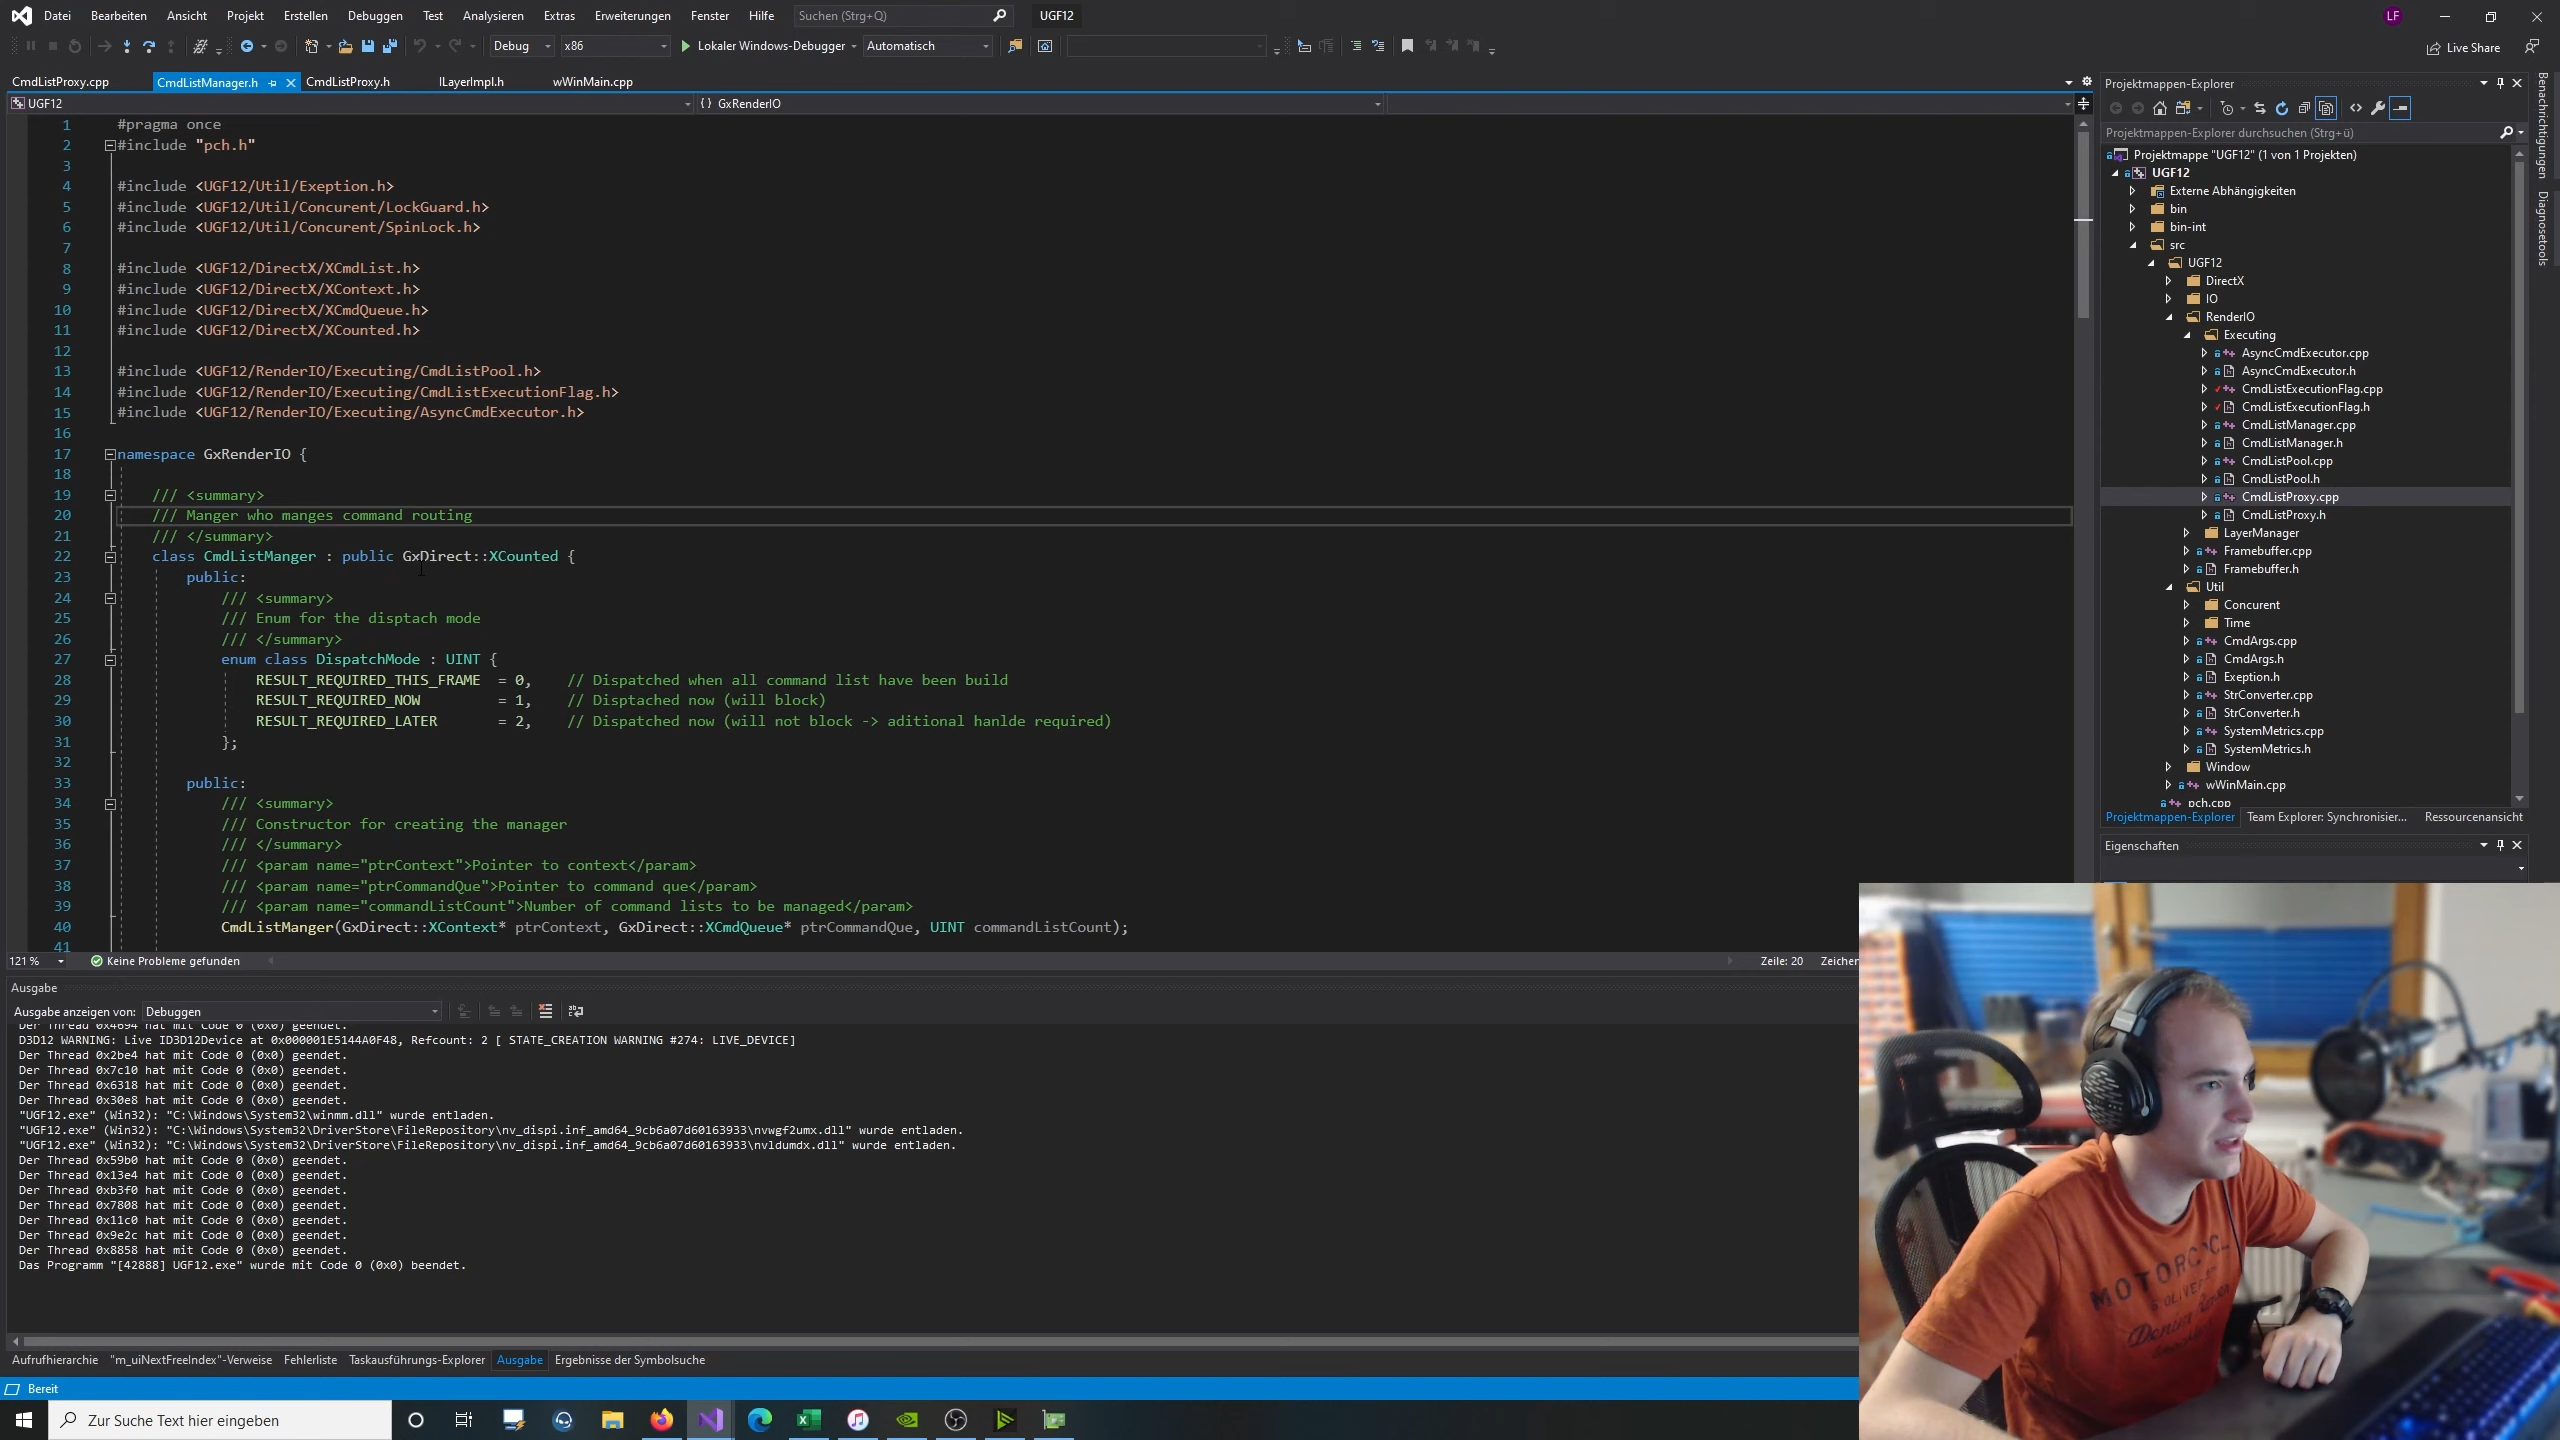 Datei Bearbeiten Ansicht Projekt Erstellen Debuggen Test Analysieren Extras Erweiterungen Fenster Hilfe Suchen (Strg+Q) UGF12 LF
Debug x86 Lokaler Windows-Debugger Automatisch Live Share
CmdListProxy.cpp CmdListManager.h CmdListProxy.h ILayerImpl.h wWinMain.cpp
UGF12 {} GxRenderIO
1 #pragma once
2 #include "pch.h"
3
4 #include <UGF12/Util/Exeption.h>
5 #include <UGF12/Util/Concurent/LockGuard.h>
6 #include <UGF12/Util/Concurent/SpinLock.h>
7
8 #include <UGF12/DirectX/XCmdList.h>
9 #include <UGF12/DirectX/XContext.h>
10 #include <UGF12/DirectX/XCmdQueue.h>
11 #include <UGF12/DirectX/XCounted.h>
12
13 #include <UGF12/RenderIO/Executing/CmdListPool.h>
14 #include <UGF12/RenderIO/Executing/CmdListExecutionFlag.h>
15 #include <UGF12/RenderIO/Executing/AsyncCmdExecutor.h>
16
17 namespace GxRenderIO {
18
19 /// <summary>
20 /// Manger who manges command routing
21 /// </summary>
22 class CmdListManger : public GxDirect::XCounted {
23 public:
24 /// <summary>
25 /// Enum for the disptach mode
26 /// </summary>
27 enum class DispatchMode : UINT {
28 RESULT_REQUIRED_THIS_FRAME = 0, // Dispatched when all command list have been build
29 RESULT_REQUIRED_NOW = 1, // Disptached now (will block)
30 RESULT_REQUIRED_LATER = 2, // Dispatched now (will not block -> aditional hanlde required)
31 };
32
33 public:
34 /// <summary>
35 /// Constructor for creating the manager
36 /// </summary>
37 /// <param name="ptrContext">Pointer to context</param>
38 /// <param name="ptrCommandQue">Pointer to command que</param>
39 /// <param name="commandListCount">Number of command lists to be managed</param>
40 CmdListManger(GxDirect::XContext* ptrContext, GxDirect::XCmdQueue* ptrCommandQue, UINT commandListCount);
41
121 % Keine Probleme gefunden Zeile: 20 Zeichen
Ausgabe
Ausgabe anzeigen von: Debuggen
Der Thread 0x4694 hat mit Code 0 (0x0) geendet.
D3D12 WARNING: Live ID3D12Device at 0x000001E5144A0F48, Refcount: 2 [ STATE_CREATION WARNING #274: LIVE_DEVICE]
Der Thread 0x2be4 hat mit Code 0 (0x0) geendet.
Der Thread 0x7c10 hat mit Code 0 (0x0) geendet.
Der Thread 0x6318 hat mit Code 0 (0x0) geendet.
Der Thread 0x30e8 hat mit Code 0 (0x0) geendet.
"UGF12.exe" (Win32): "C:\Windows\System32\winmm.dll" wurde entladen.
"UGF12.exe" (Win32): "C:\Windows\System32\DriverStore\FileRepository\nv_dispi.inf_amd64_9cb6a07d60163933\nvwgf2umx.dll" wurde entladen.
"UGF12.exe" (Win32): "C:\Windows\System32\DriverStore\FileRepository\nv_dispi.inf_amd64_9cb6a07d60163933\nvldumdx.dll" wurde entladen.
Der Thread 0x59b0 hat mit Code 0 (0x0) geendet.
Der Thread 0x13e4 hat mit Code 0 (0x0) geendet.
Der Thread 0xb3f0 hat mit Code 0 (0x0) geendet.
Der Thread 0x7808 hat mit Code 0 (0x0) geendet.
Der Thread 0x11c0 hat mit Code 0 (0x0) geendet.
Der Thread 0x9e2c hat mit Code 0 (0x0) geendet.
Der Thread 0x8858 hat mit Code 0 (0x0) geendet.
Das Programm "[42888] UGF12.exe" wurde mit Code 0 (0x0) beendet.
Aufrufhierarchie "m_uiNextFreeIndex"-Verweise Fehlerliste Taskausführungs-Explorer Ausgabe Ergebnisse der Symbolsuche
Bereit
Zur Suche Text hier eingeben
Projektmappen-Explorer
Projektmappen-Explorer durchsuchen (Strg+ü)
Projektmappe "UGF12" (1 von 1 Projekten)
UGF12
Externe Abhängigkeiten
bin
bin-int
src
UGF12
DirectX
IO
RenderIO
Executing
AsyncCmdExecutor.cpp
AsyncCmdExecutor.h
CmdListExecutionFlag.cpp
CmdListExecutionFlag.h
CmdListManager.cpp
CmdListManager.h
CmdListPool.cpp
CmdListPool.h
CmdListProxy.cpp
CmdListProxy.h
LayerManager
Framebuffer.cpp
Framebuffer.h
Util
Concurent
Time
CmdArgs.cpp
CmdArgs.h
Exeption.h
StrConverter.cpp
StrConverter.h
SystemMetrics.cpp
SystemMetrics.h
Window
wWinMain.cpp
pch.cpp
Projektmappen-Explorer Team Explorer: Synchronisier... Ressourcenansicht
Eigenschaften
Benachrichtigungen
Diagnosetools